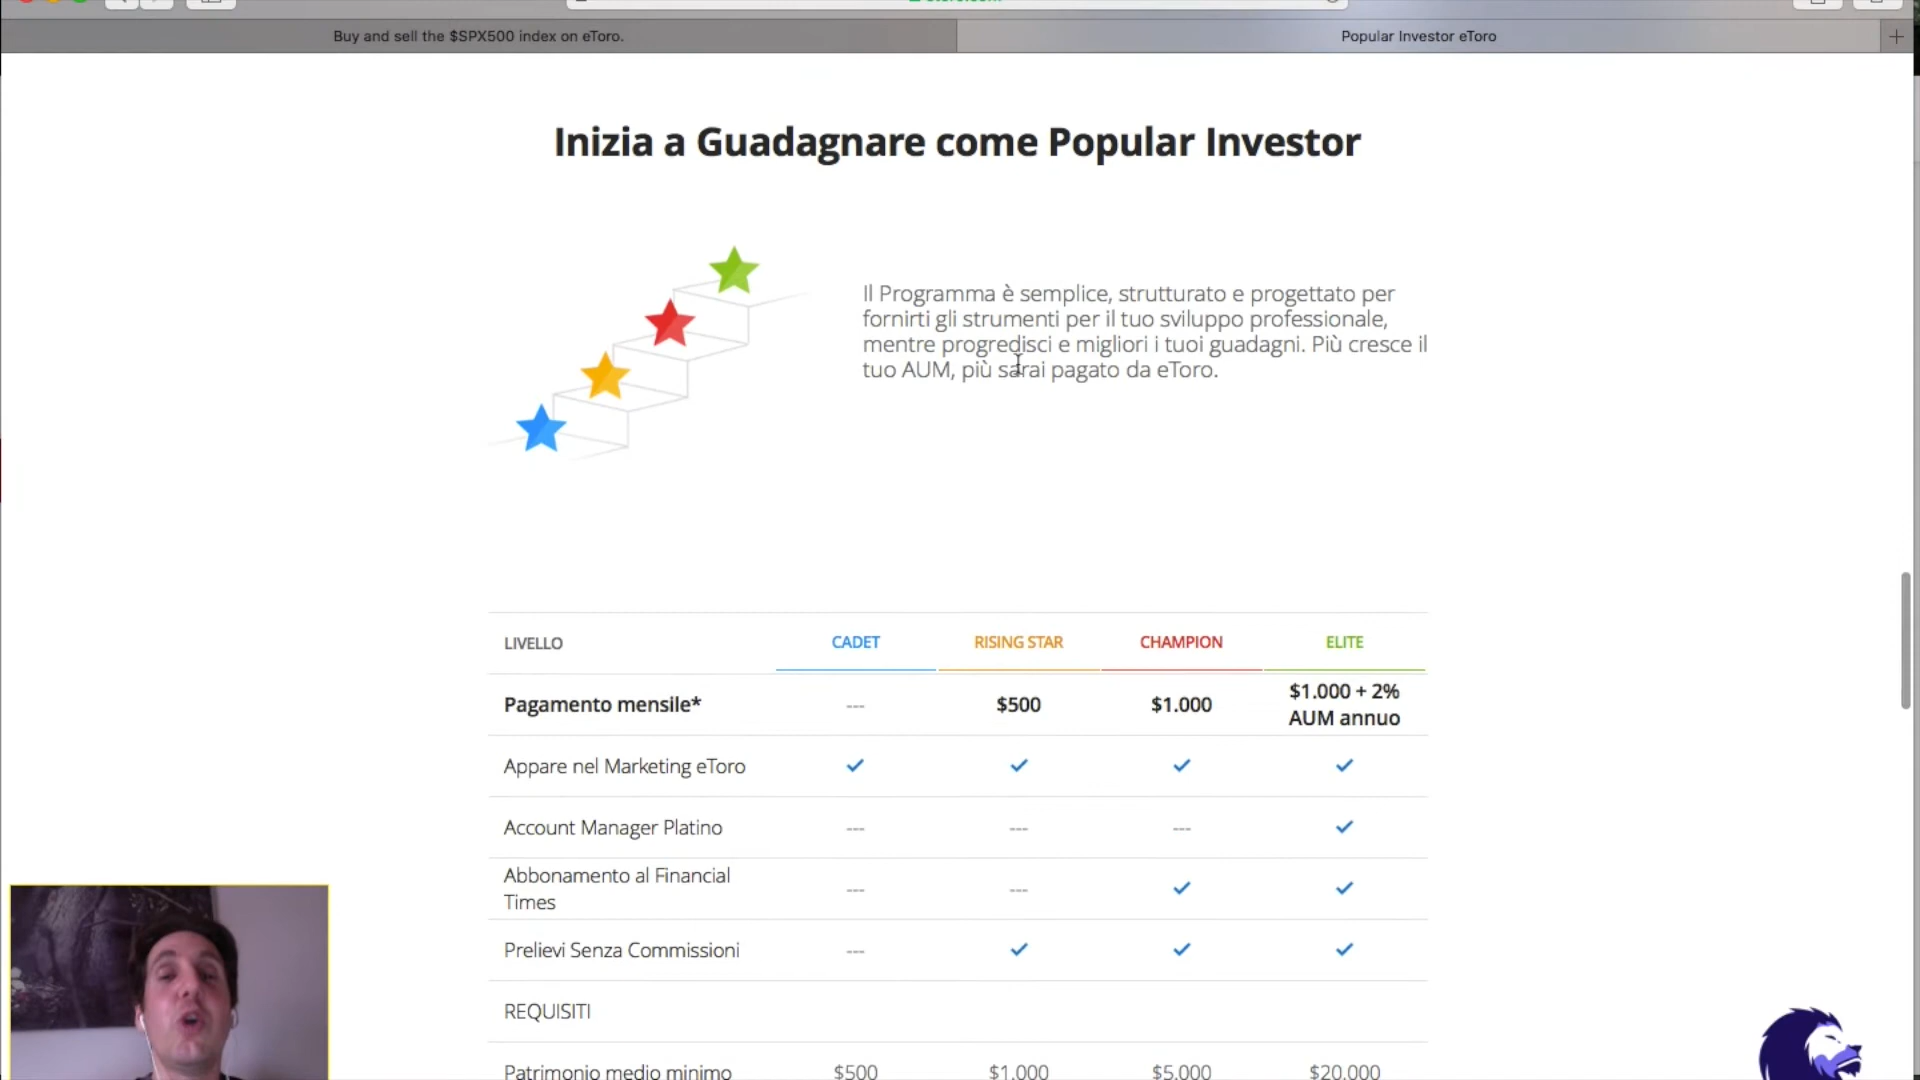 Buy and sell the $SPX500 index on eToro.
Popular Investor eToro
Inizia a Guadagnare come Popular Investor
Il Programma è semplice, strutturato e progettato per
fornirti gli strumenti per il tuo sviluppo professionale,
mentre progredisci e migliori i tuoi guadagni. Più cresce il
tuo AUM, più sarai pagato da eToro.
LIVELLO CADET RISING STAR CHAMPION ELITE
Pagamento mensile* --- $500 $1.000 $1.000 + 2%
AUM annuo
Appare nel Marketing eToro
Account Manager Platino --- --- ---
Abbonamento al Financial
Times --- ---
Prelievi Senza Commissioni ---
REQUISITI
Patrimonio medio minimo $500 $1.000 $5.000 $20.000